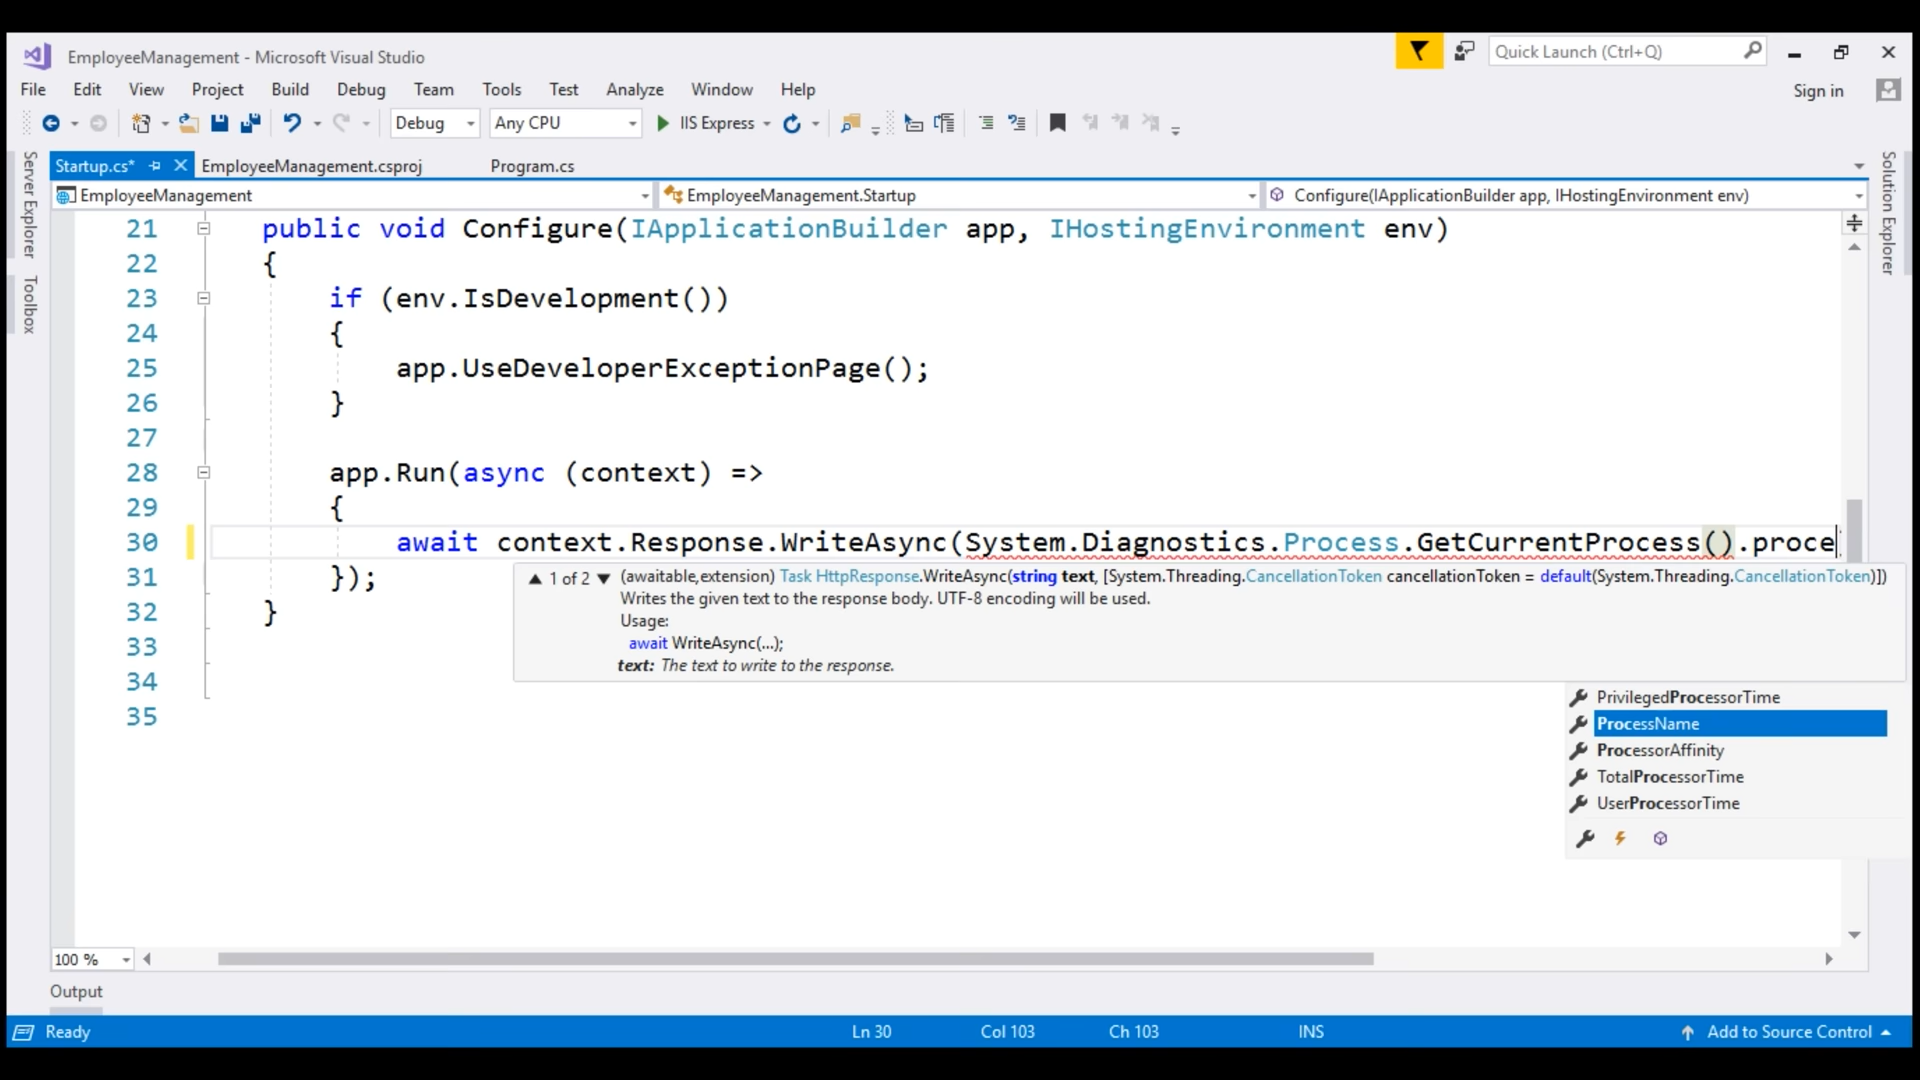 EmployeeManagement - Microsoft Visual Studio
Quick Launch (Ctrl+Q)
File Edit View Project Build Debug Team Tools Test Analyze Window Help
Sign in
Debug Any CPU IIS Express
Server Explorer
Toolbox
Solution Explorer
Startup.cs* EmployeeManagement.csproj Program.cs
EmployeeManagement EmployeeManagement.Startup Configure(IApplicationBuilder app, IHostingEnvironment env)
21 public void Configure(IApplicationBuilder app, IHostingEnvironment env)
22 {
23 if (env.IsDevelopment())
24 {
25 app.UseDeveloperExceptionPage();
26 }
27
28 app.Run(async (context) =>
29 {
30 await context.Response.WriteAsync(System.Diagnostics.Process.GetCurrentProcess().proce
31 });
32 }
33
34
35
1 of 2 (awaitable,extension) Task HttpResponse.WriteAsync(string text, [System.Threading.CancellationToken cancellationToken = default(System.Threading.CancellationToken)])
Writes the given text to the response body. UTF-8 encoding will be used.
Usage:
await WriteAsync(...);
text: The text to write to the response.
PrivilegedProcessorTime
ProcessName
ProcessorAffinity
TotalProcessorTime
UserProcessorTime
100 %
Output
Ready Ln 30 Col 103 Ch 103 INS Add to Source Control